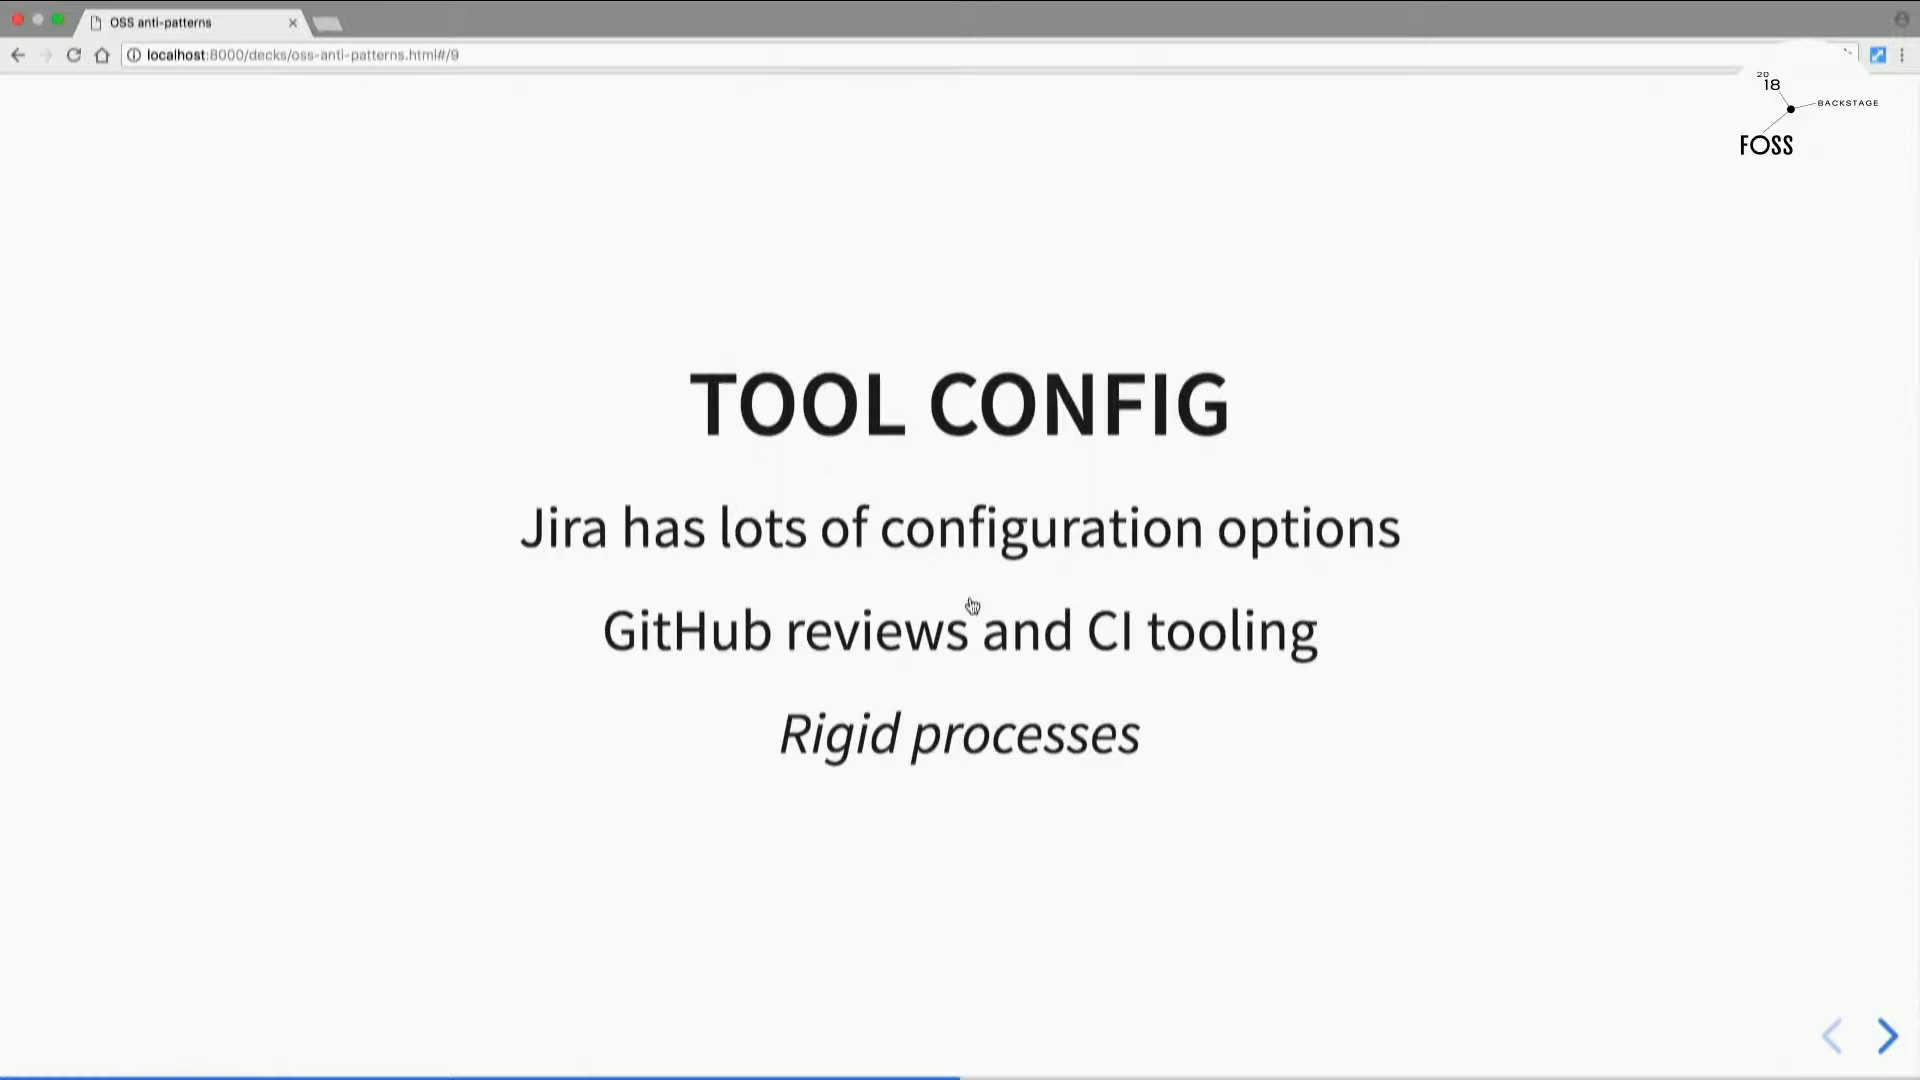 OSS anti-patterns
localhost:8000/decks/oss-anti-patterns.html#/9
20
18
BACKSTAGE
FOSS
TOOL CONFIG
Jira has lots of configuration options
GitHub reviews and CI tooling
Rigid processes